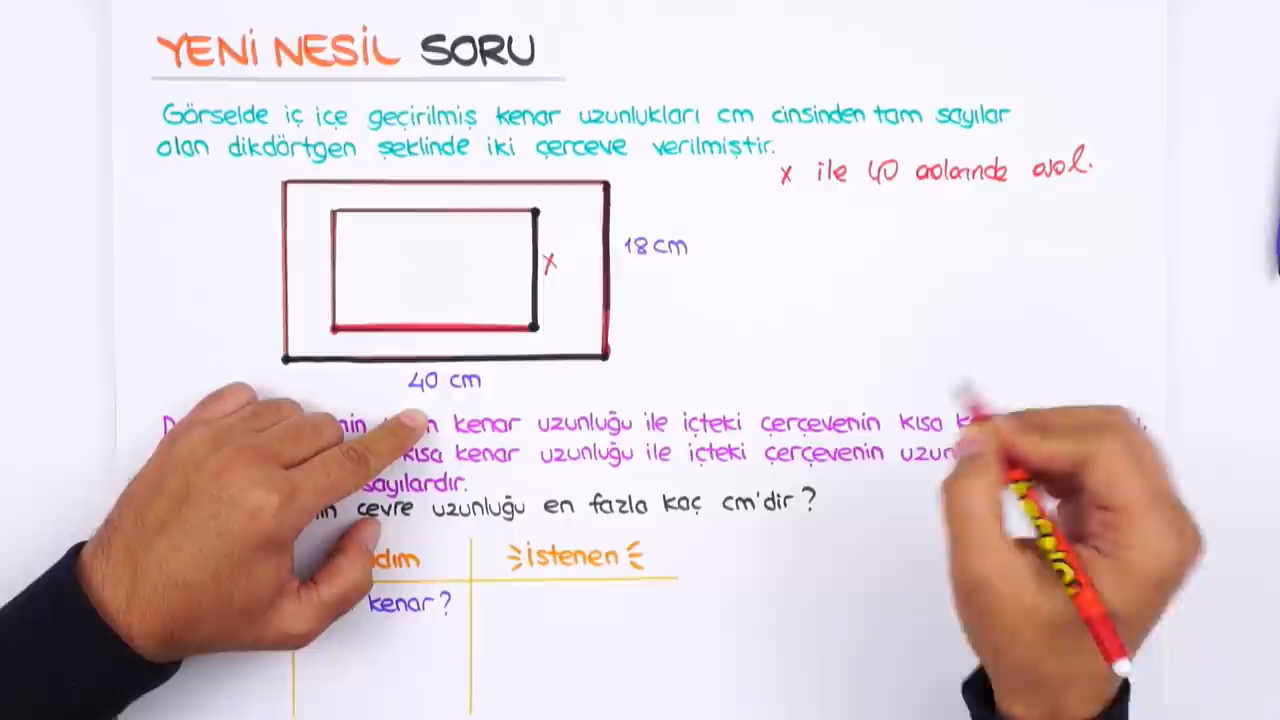 YENİ NESİL SORU
Görselde iç içe geçirilmiş kenar uzunlukları cm cinsinden tam sayılar
olan dikdörtgen şeklinde iki çerçeve verilmiştir.
x ile 40 aralarında asal.
18 cm
x
40 cm
kenar uzunluğu ile içteki çerçevenin kısa
kısa kenar uzunluğu ile içteki çerçevenin
sayılardır.
çevre uzunluğu en fazla kaç cm'dir ?
istenen
kenar ?